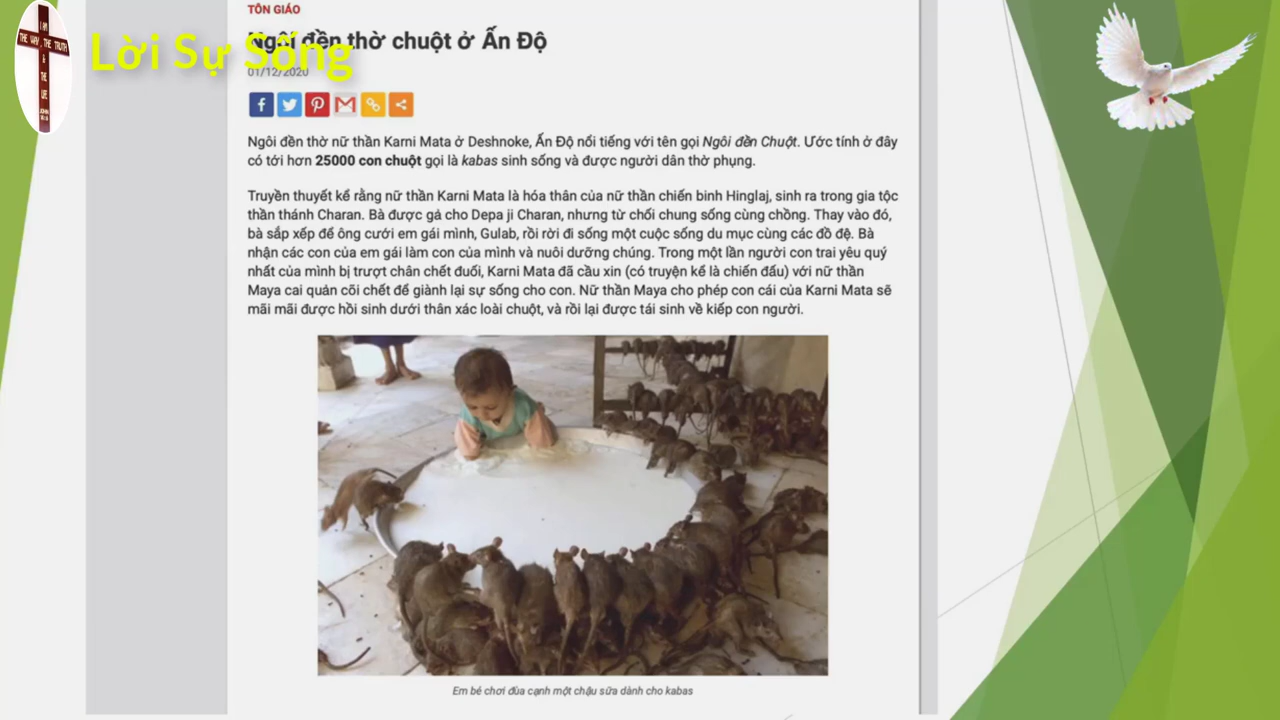 I AM
THE WAY, THE TRUTH
&
THE
LIFE
JOHN
Lời Sự Sống
TÔN GIÁO
Ngôi đền thờ chuột ở Ấn Độ
01/12/2020
Ngôi đền thờ nữ thần Karni Mata ở Deshnoke, Ấn Độ nổi tiếng với tên gọi Ngôi đền Chuột. Ước tính ở đây
có tới hơn 25000 con chuột gọi là kabas sinh sống và được người dân thờ phụng.
Truyền thuyết kể rằng nữ thần Karni Mata là hóa thân của nữ thần chiến binh Hinglaj, sinh ra trong gia tộc
thần thánh Charan. Bà được gả cho Depa ji Charan, nhưng từ chối chung sống cùng chồng. Thay vào đó,
bà sắp xếp để ông cưới em gái mình, Gulab, rồi rời đi sống một cuộc sống du mục cùng các đồ đệ. Bà
nhận các con của em gái làm con của mình và nuôi dưỡng chúng. Trong một lần người con trai yêu quý
nhất của mình bị trượt chân chết đuối, Karni Mata đã cầu xin (có truyện kể là chiến đấu) với nữ thần
Maya cai quản cõi chết để giành lại sự sống cho con. Nữ thần Maya cho phép con cái của Karni Mata sẽ
mãi mãi được hồi sinh dưới thân xác loài chuột, và rồi lại được tái sinh về kiếp con người.
Em bé chơi đùa cạnh một chậu sữa dành cho kabas